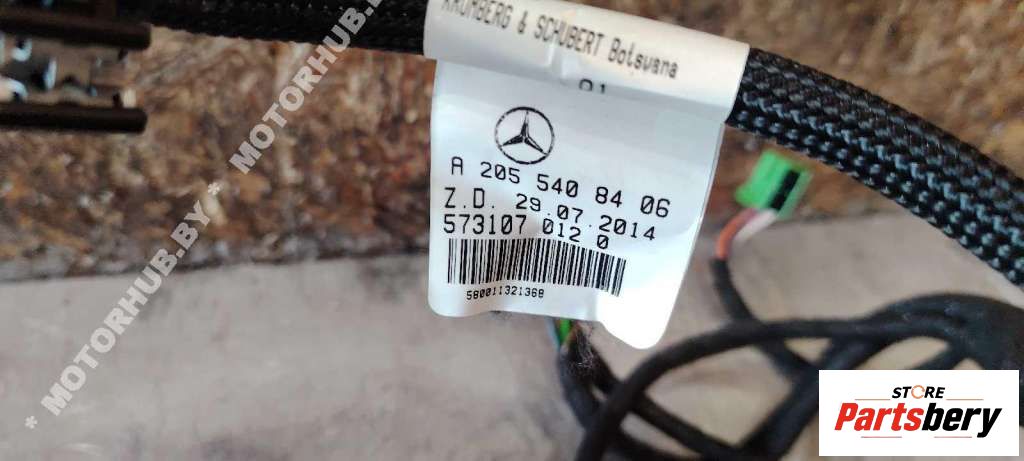 KROMBERG & SCHUBERT Botsvana
01
A 205 540 84 06
Z.D. 29.07.2014
573107 012 0
580011321368
* MOTORHUB.BY * MOTORHUB.BY
STORE
Partsbery